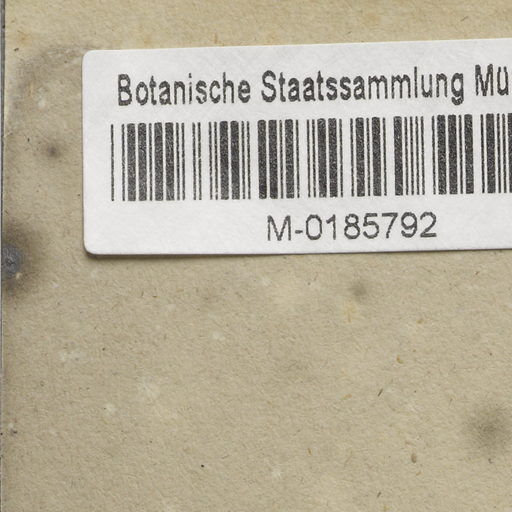 Botanische Staatssammlung Mü
M-0185792